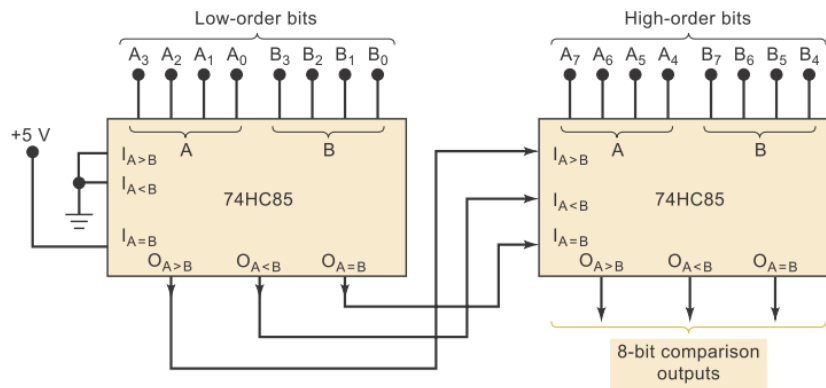 Low-order bits
High-order bits
A3 A2 A1 A0 B3 B2 B1 B0
A7 A6 A5 A4 B7 B6 B5 B4
+5 V
A B
IA>B
IA<B
74HC85
IA=B
OA>B OA<B OA=B
A B
IA>B
IA<B
74HC85
IA=B
OA>B OA<B OA=B
8-bit comparison
outputs